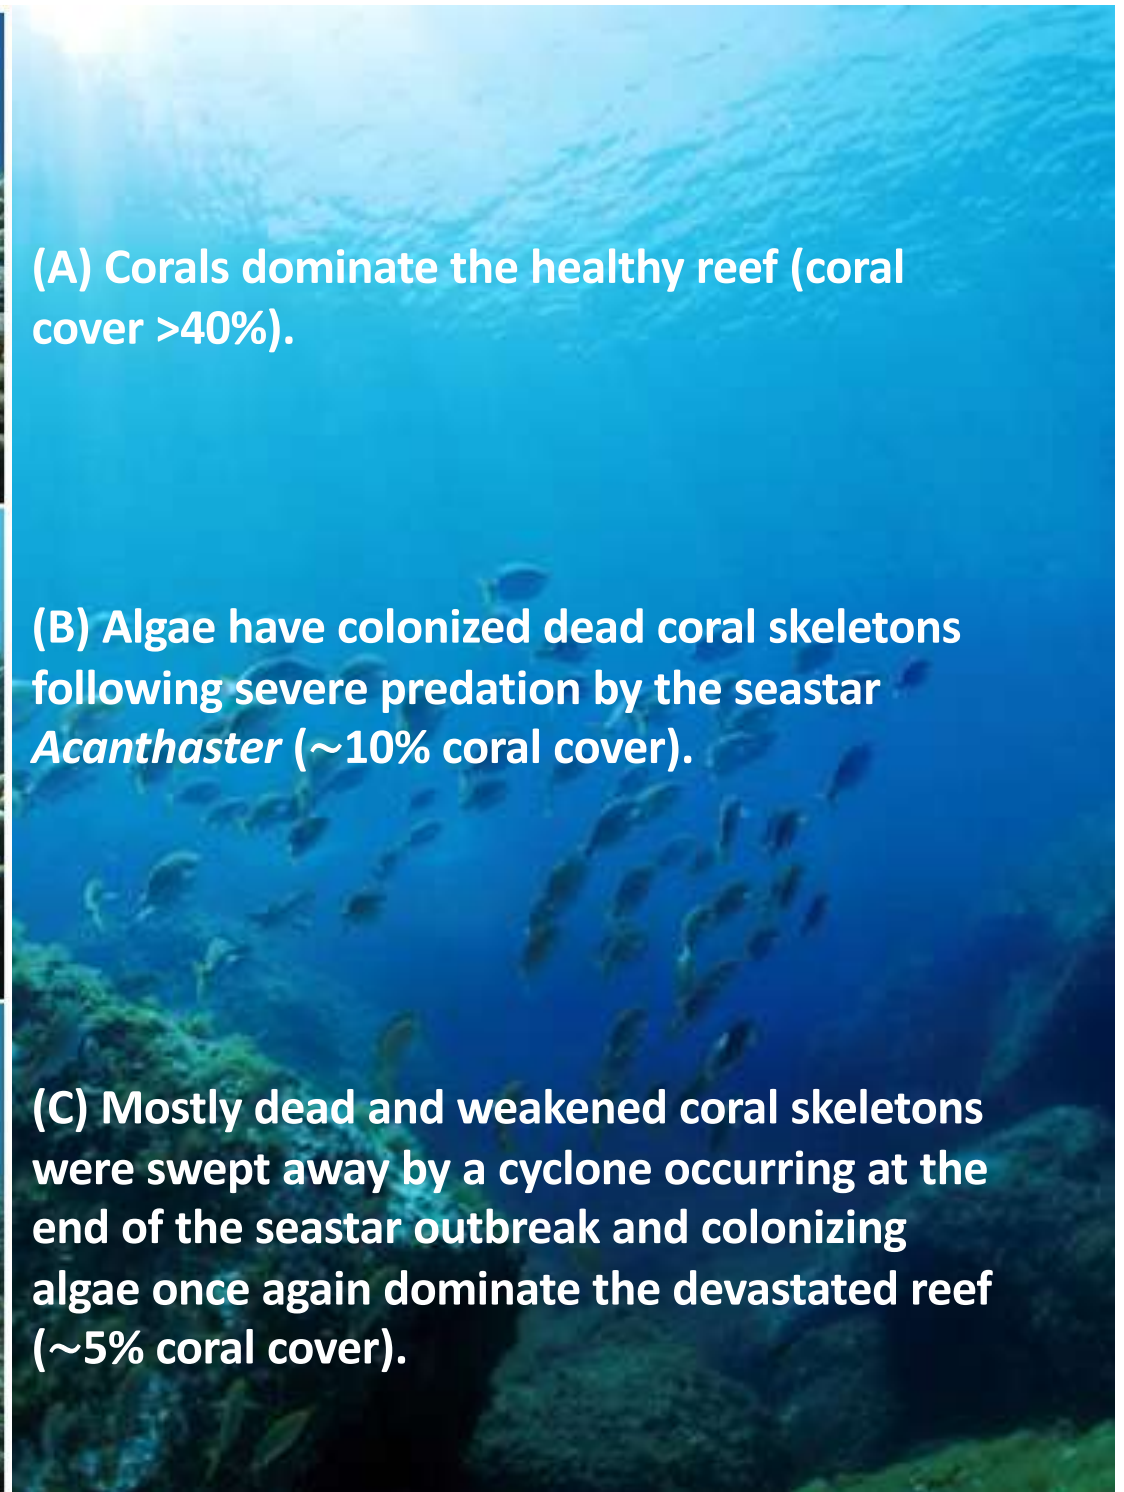 (A) Corals dominate the healthy reef (coral
cover >40%).
(B) Algae have colonized dead coral skeletons
following severe predation by the seastar
Acanthaster (∼10% coral cover).
(C) Mostly dead and weakened coral skeletons
were swept away by a cyclone occurring at the
end of the seastar outbreak and colonizing
algae once again dominate the devastated reef
(∼5% coral cover).